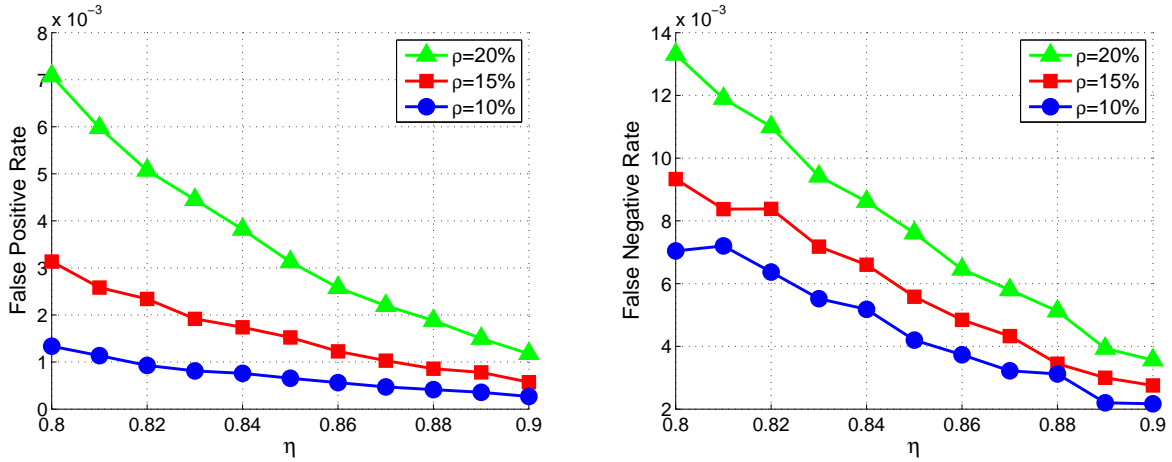 x 10⁻³
8
7
6
5
4
3
2
1
0
0.8
0.82
0.84
0.86
0.88
0.9
η
False Positive Rate
ρ=20%
ρ=15%
ρ=10%
x 10⁻³
14
12
10
8
6
4
2
0.8
0.82
0.84
0.86
0.88
0.9
η
False Negative Rate
ρ=20%
ρ=15%
ρ=10%